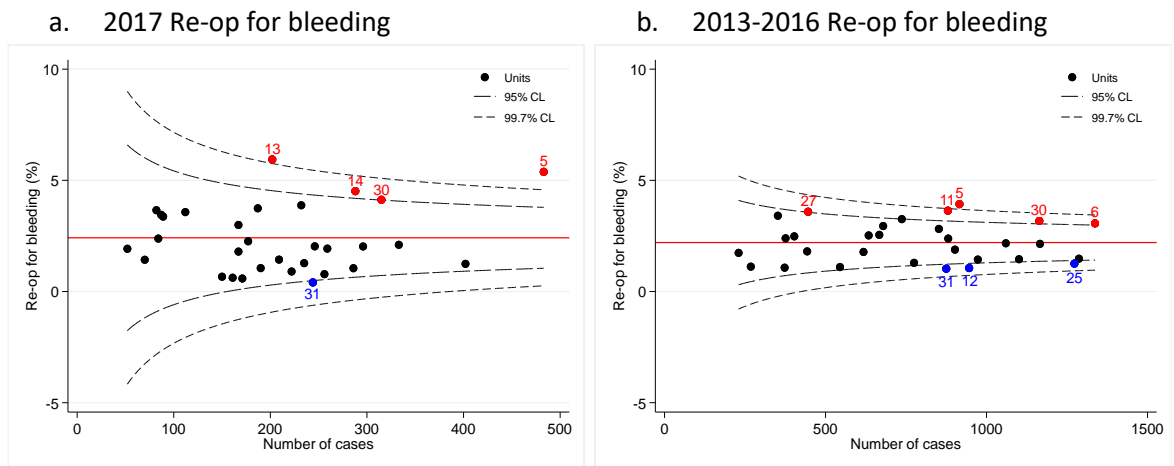 a. 2017 Re-op for bleeding
10
5
0
-5
Re-op for bleeding (%)
Units
95% CL
99.7% CL
13
14
30
5
31
0
100
200
300
400
500
Number of cases
b. 2013-2016 Re-op for bleeding
10
5
0
-5
Re-op for bleeding (%)
Units
95% CL
99.7% CL
27
11
5
30
6
31
12
25
0
500
1000
1500
Number of cases